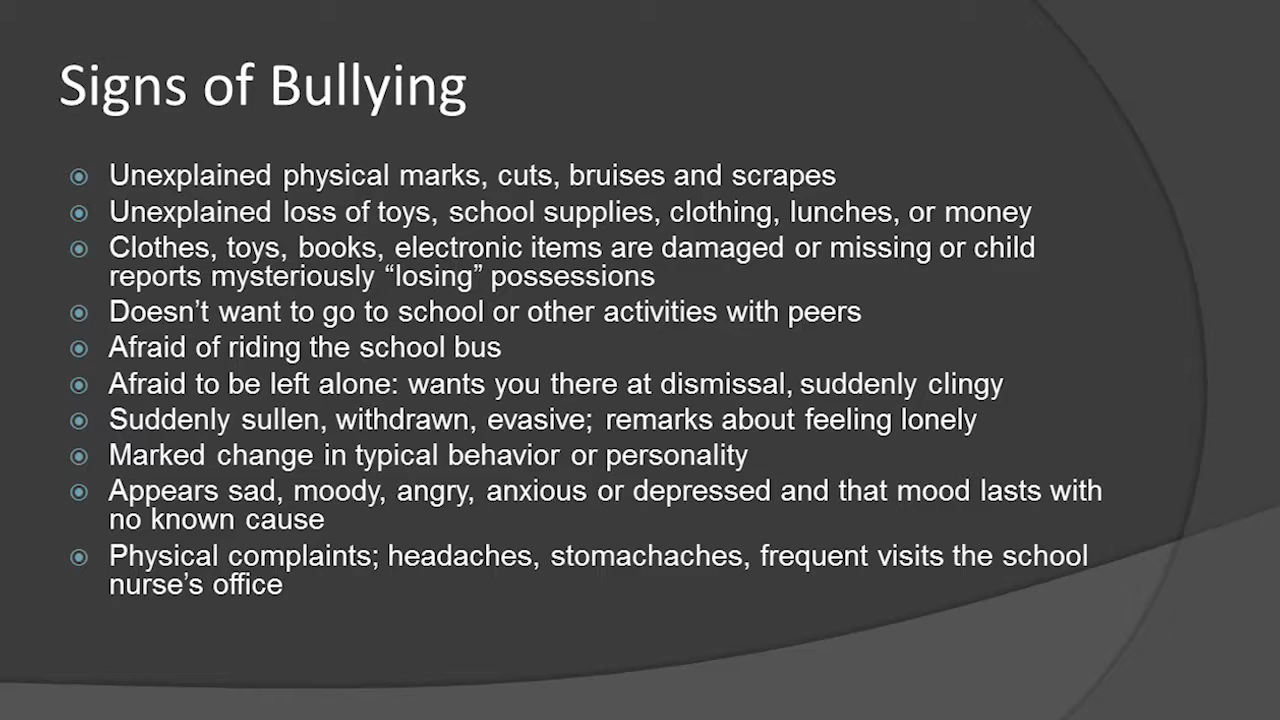 Signs of Bullying
Unexplained physical marks, cuts, bruises and scrapes
Unexplained loss of toys, school supplies, clothing, lunches, or money
Clothes, toys, books, electronic items are damaged or missing or child
reports mysteriously “losing” possessions
Doesn’t want to go to school or other activities with peers
Afraid of riding the school bus
Afraid to be left alone: wants you there at dismissal, suddenly clingy
Suddenly sullen, withdrawn, evasive; remarks about feeling lonely
Marked change in typical behavior or personality
Appears sad, moody, angry, anxious or depressed and that mood lasts with
no known cause
Physical complaints; headaches, stomachaches, frequent visits the school
nurse’s office